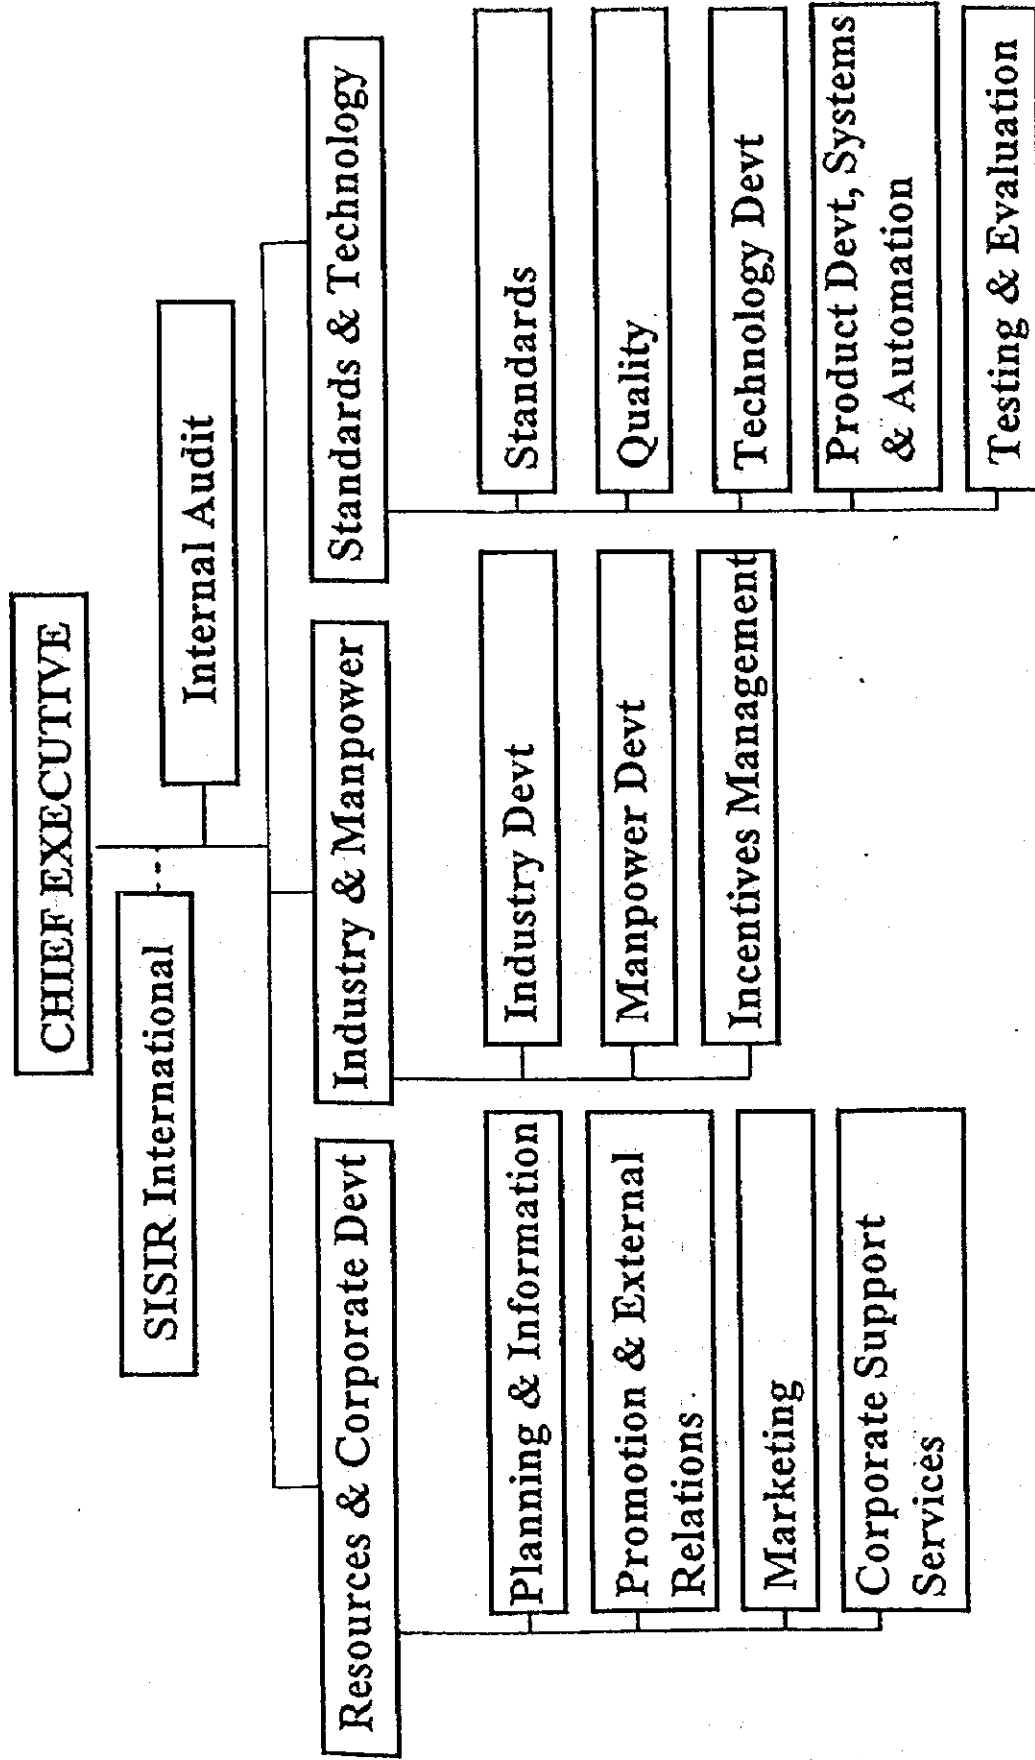 CHIEF EXECUTIVE
SISIR International
Internal Audit
Resources & Corporate Devt
Industry & Manpower
Standards & Technology
Planning & Information
Promotion & External
Relations
Marketing
Corporate Support
Services
Industry Devt
Manpower Devt
Incentives Management
Standards
Quality
Technology Devt
Product Devt, Systems
& Automation
Testing & Evaluation